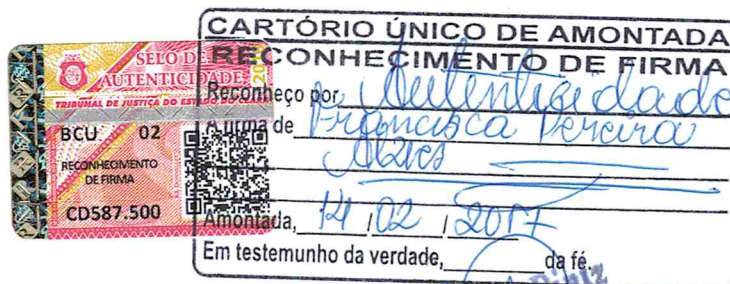 SELO DE
AUTENTICIDADE
TRIBUNAL DE JUSTIÇA DO ESTADO DO CEARÁ
BCU 02
RECONHECIMENTO
DE FIRMA
CD587.500
CARTÓRIO ÚNICO DE AMONTADA
RECONHECIMENTO DE FIRMA
Reconheço por Autenticidade
A firma de Francisca Pereira
Alves
Amontada, 14 / 02 / 2017
Em testemunho da verdade, da fé.